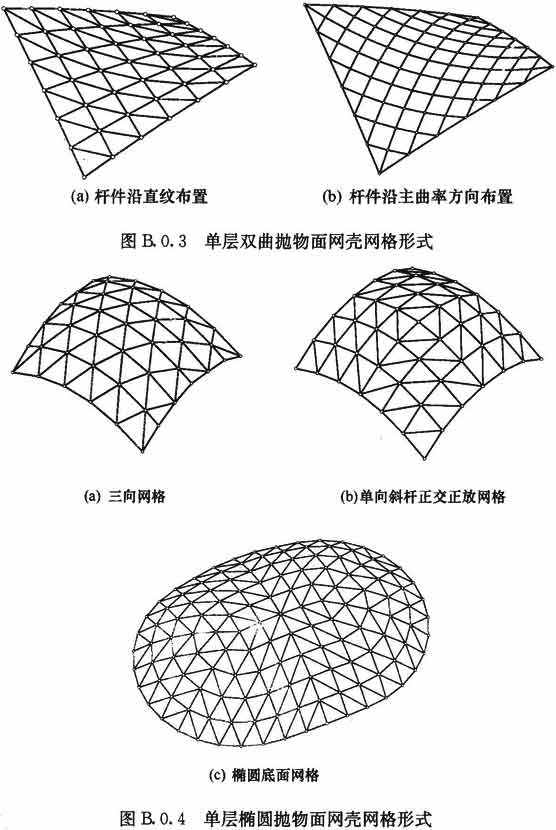 (a) 杆件沿直纹布置
(b) 杆件沿主曲率方向布置
图 B.0.3 单层双曲抛物面网壳网格形式
(a) 三向网格
(b)单向斜杆正交正放网格
(c) 椭圆底面网格
图 B.0.4 单层椭圆抛物面网壳网格形式